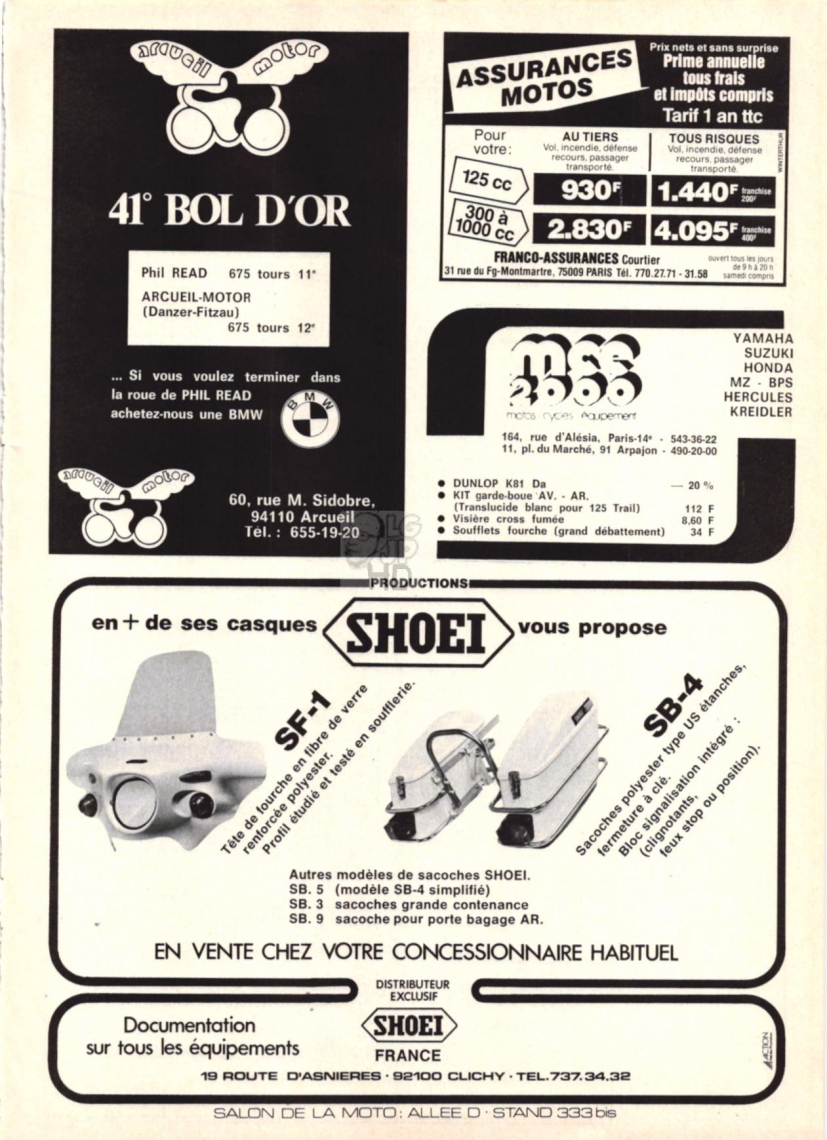 arcueil motor
41° BOL D'OR
Phil READ 675 tours 11e
ARCUEIL-MOTOR
(Danzer-Fitzau)
675 tours 12e
... Si vous voulez terminer dans
la roue de PHIL READ
achetez-nous une BMW
BMW
arcueil motor
60, rue M. Sidobre,
94110 Arcueil
Tél. : 655-19-20
ASSURANCES
MOTOS
Prix nets et sans surprise
Prime annuelle
tous frais
et impôts compris
Tarif 1 an ttc
Pour
votre:
AU TIERS
Vol, incendie, défense
recours, passager
transporté.
TOUS RISQUES
Vol, incendie, défense
recours, passager
transporté.
WINTERTHUR
125 cc
930F
1.440F franchise 200F
300 à
1000 cc
2.830F
4.095F franchise 400F
FRANCO-ASSURANCES Courtier
31 rue du Fg-Montmartre, 75009 PARIS Tél. 770.27.71 - 31.58
ouvert tous les jours
de 9 h à 20 h
samedi compris
mce
2000
motos cycles équipement
YAMAHA
SUZUKI
HONDA
MZ - BPS
HERCULES
KREIDLER
164, rue d'Alésia, Paris-14e - 543-36-22
11, pl. du Marché, 91 Arpajon - 490-20-00
● DUNLOP K81 Da — 20 %
● KIT garde-boue AV. - AR.
(Translucide blanc pour 125 Trail) 112 F
● Visière cross fumée 8,60 F
● Soufflets fourche (grand débattement) 34 F
LG
JP
HD
PRODUCTIONS
en + de ses casques SHOEI vous propose
SF-1
Tête de fourche en fibre de verre
renforcée polyester.
Profil étudié et testé en soufflerie.
SB-4
Sacoches polyester type US étanches,
fermeture à clé.
Bloc signalisation intégré :
(clignotants,
feux stop ou position).
Autres modèles de sacoches SHOEI.
SB. 5 (modèle SB-4 simplifié)
SB. 3 sacoches grande contenance
SB. 9 sacoche pour porte bagage AR.
EN VENTE CHEZ VOTRE CONCESSIONNAIRE HABITUEL
DISTRIBUTEUR
EXCLUSIF
SHOEI
FRANCE
Documentation
sur tous les équipements
ACTION
19 ROUTE D'ASNIERES · 92100 CLICHY · TEL.737.34.32
SALON DE LA MOTO: ALLEE D · STAND 333 bis